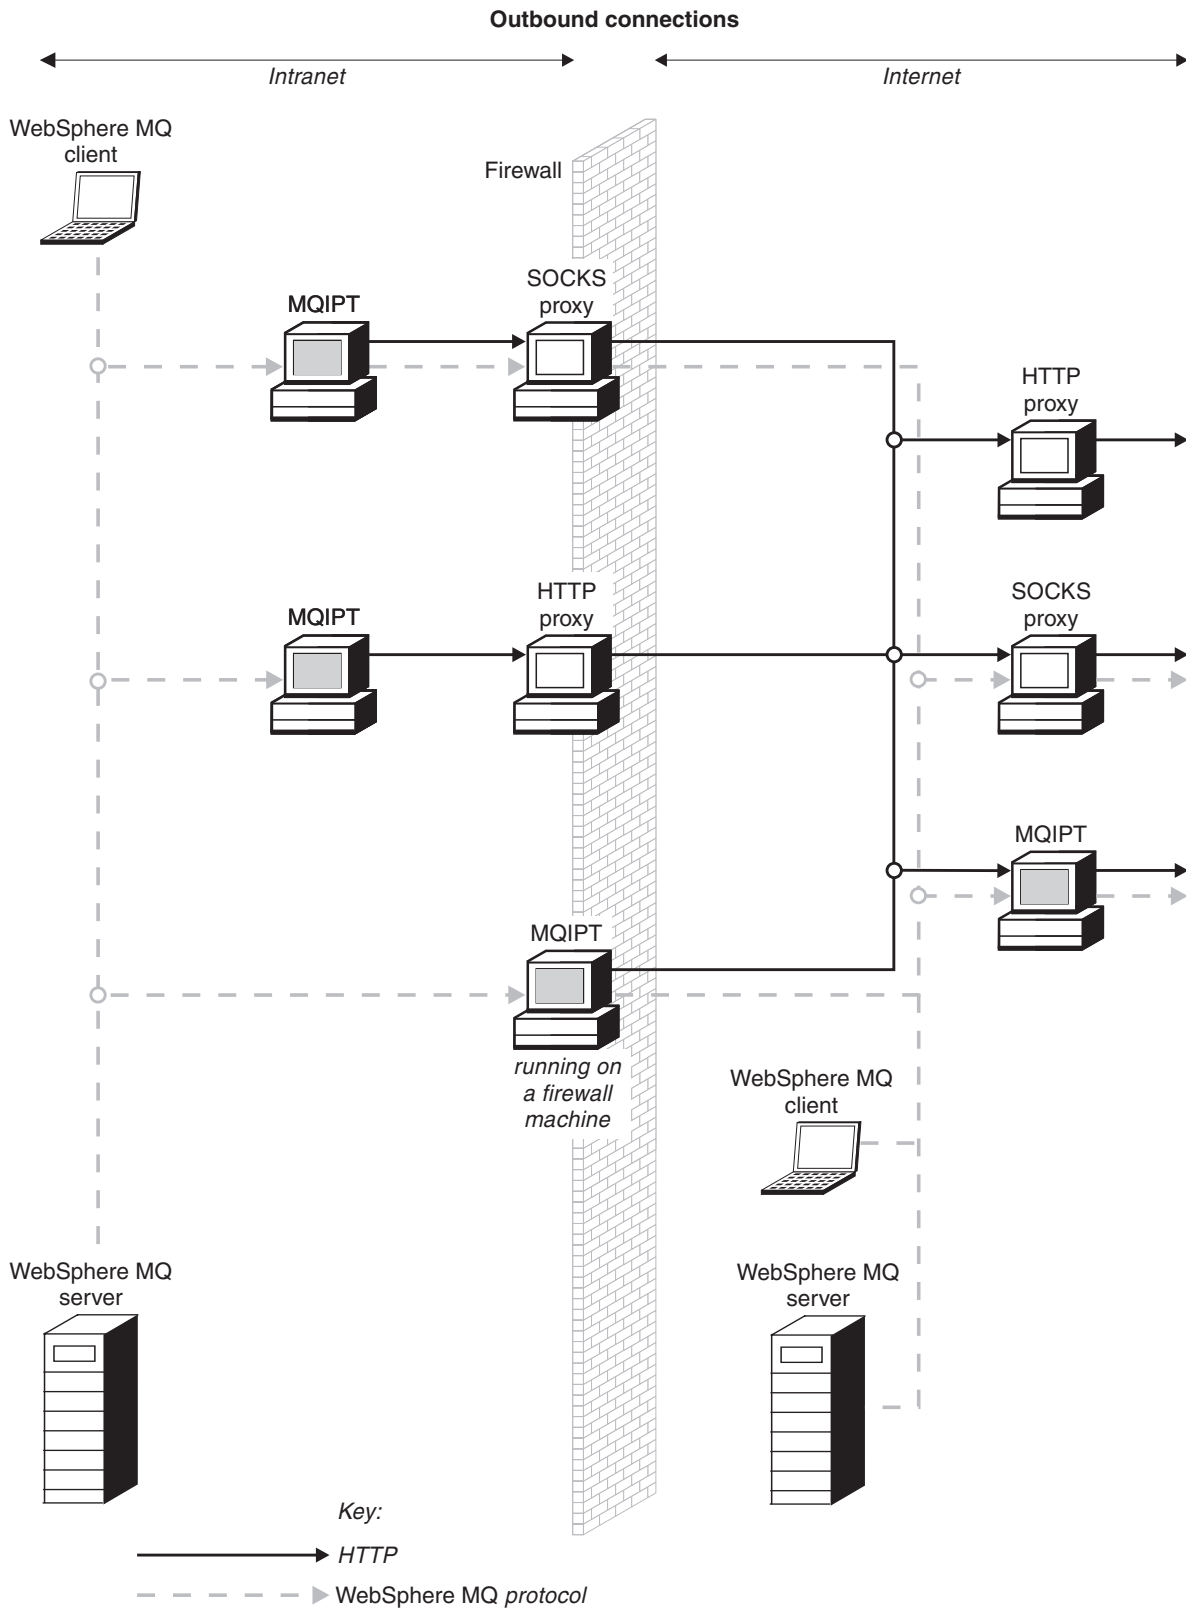 Outbound connections
Intranet
Internet
WebSphere MQ
client
Firewall
SOCKS
proxy
MQIPT
HTTP
proxy
HTTP
proxy
MQIPT
SOCKS
proxy
MQIPT
MQIPT
running on
a firewall
machine
WebSphere MQ
client
WebSphere MQ
server
WebSphere MQ
server
Key:
HTTP
WebSphere MQ protocol